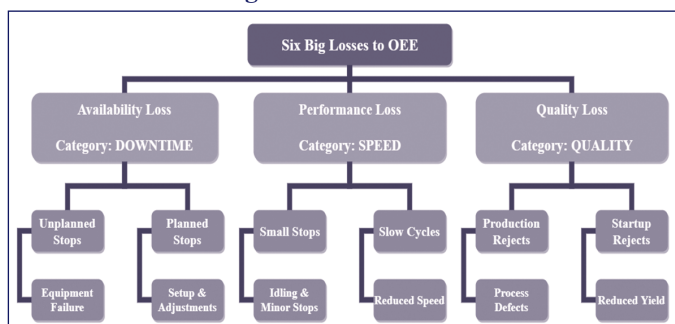 Six Big Losses to OEE
Availability Loss
Category: DOWNTIME
Performance Loss
Category: SPEED
Quality Loss
Category: QUALITY
Unplanned
Stops
Planned
Stops
Small Stops
Slow Cycles
Production
Rejects
Startup
Rejects
Equipment
Failure
Setup &
Adjustments
Idling &
Minor Stops
Reduced Speed
Process
Defects
Reduced Yield